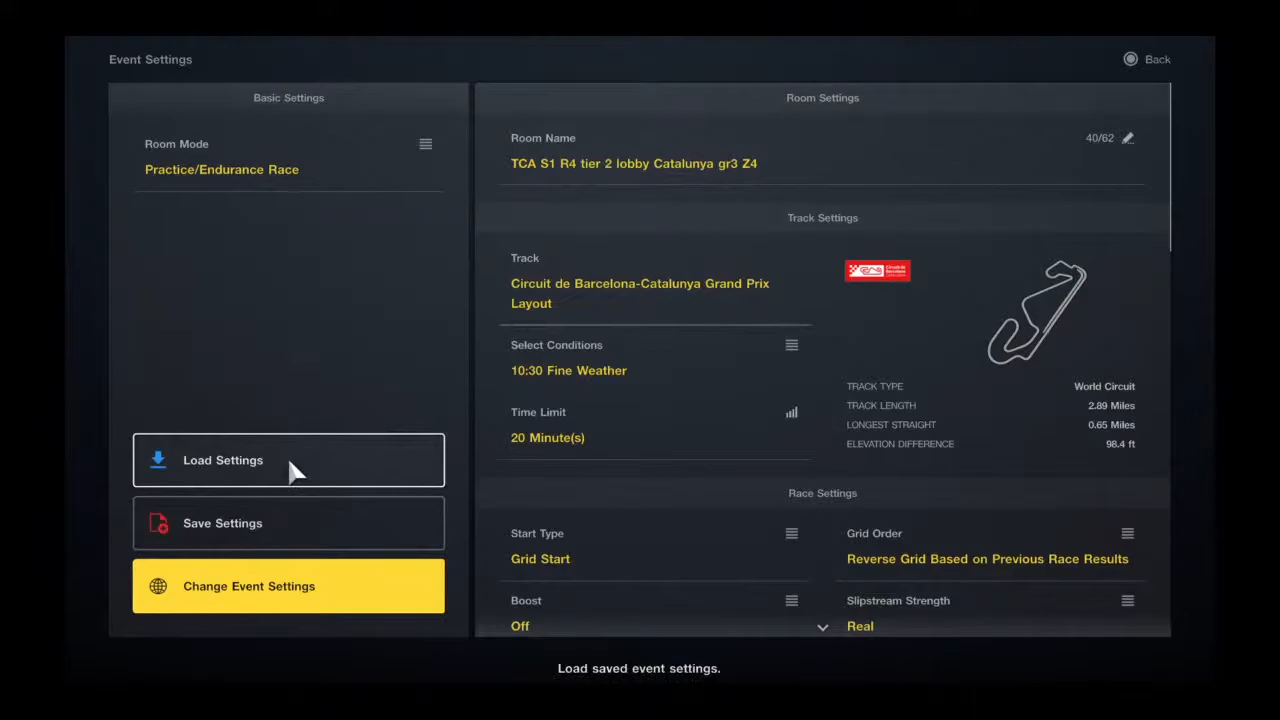 Event Settings
Back
Basic Settings
Room Mode
Practice/Endurance Race
Load Settings
Save Settings
Change Event Settings
Room Settings
Room Name
40/62
TCA S1 R4 tier 2 lobby Catalunya gr3 Z4
Track Settings
Track
Circuit de Barcelona-Catalunya Grand Prix
Layout
Select Conditions
10:30 Fine Weather
Time Limit
20 Minute(s)
TRACK TYPE World Circuit
TRACK LENGTH 2.89 Miles
LONGEST STRAIGHT 0.65 Miles
ELEVATION DIFFERENCE 98.4 ft
Race Settings
Start Type
Grid Start
Grid Order
Reverse Grid Based on Previous Race Results
Boost
Off
Slipstream Strength
Real
Load saved event settings.